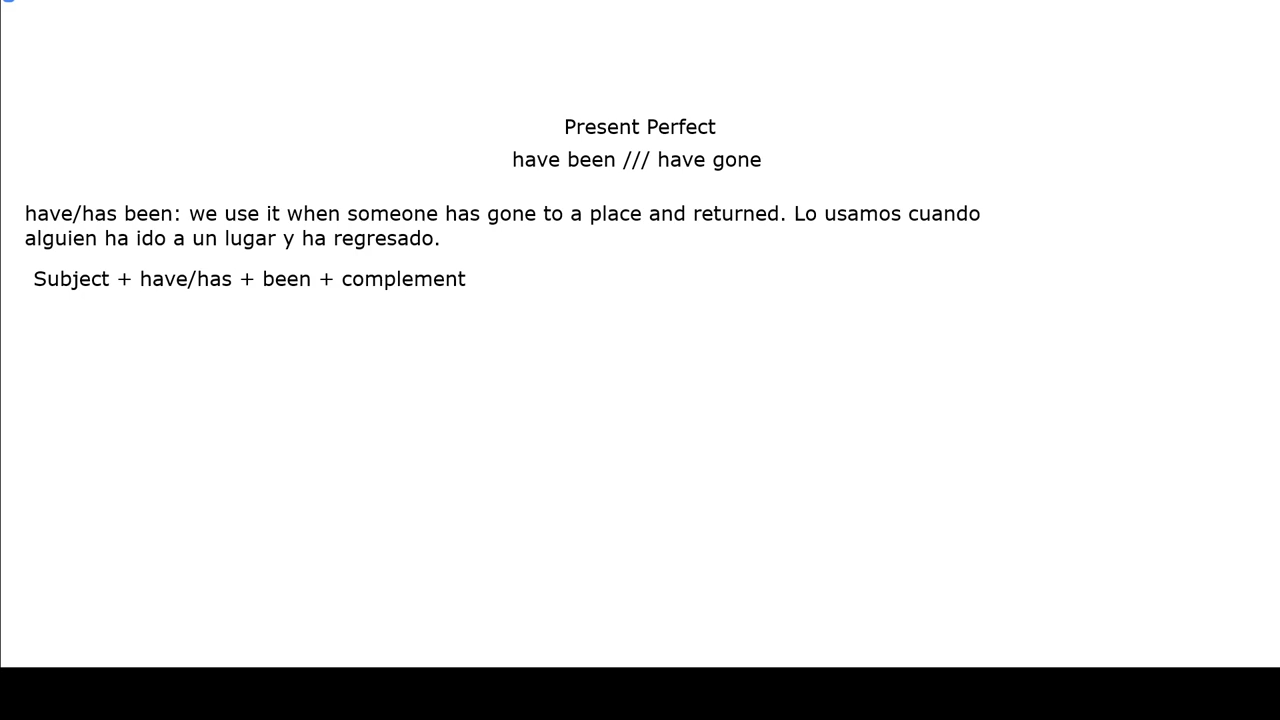 Present Perfect
have been /// have gone
have/has been: we use it when someone has gone to a place and returned. Lo usamos cuando
alguien ha ido a un lugar y ha regresado.
Subject + have/has + been + complement